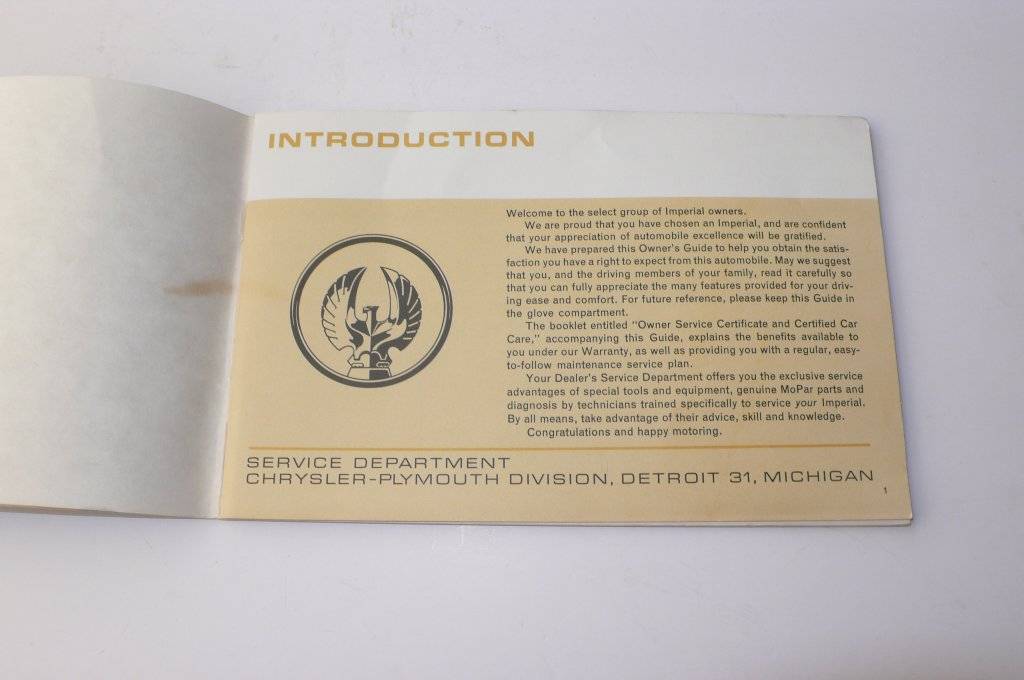 INTRODUCTION
Welcome to the select group of Imperial owners.
We are proud that you have chosen an Imperial, and are confident
that your appreciation of automobile excellence will be gratified.
We have prepared this Owner's Guide to help you obtain the satis-
faction you have a right to expect from this automobile. May we suggest
that you, and the driving members of your family, read it carefully so
that you can fully appreciate the many features provided for your driv-
ing ease and comfort. For future reference, please keep this Guide in
the glove compartment.
The booklet entitled "Owner Service Certificate and Certified Car
Care," accompanying this Guide, explains the benefits available to
you under our Warranty, as well as providing you with a regular, easy-
to-follow maintenance service plan.
Your Dealer's Service Department offers you the exclusive service
advantages of special tools and equipment, genuine MoPar parts and
diagnosis by technicians trained specifically to service your Imperial.
By all means, take advantage of their advice, skill and knowledge.
Congratulations and happy motoring.
SERVICE DEPARTMENT
CHRYSLER-PLYMOUTH DIVISION, DETROIT 31, MICHIGAN
1